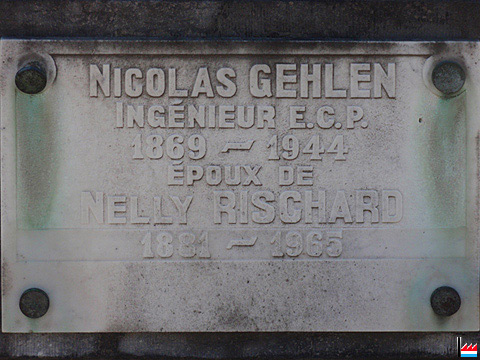 NICOLAS GEHLEN
INGÉNIEUR E.C.P.
1869 ~ 1944
ÉPOUX DE
NELLY RISCHARD
1881 ~ 1965